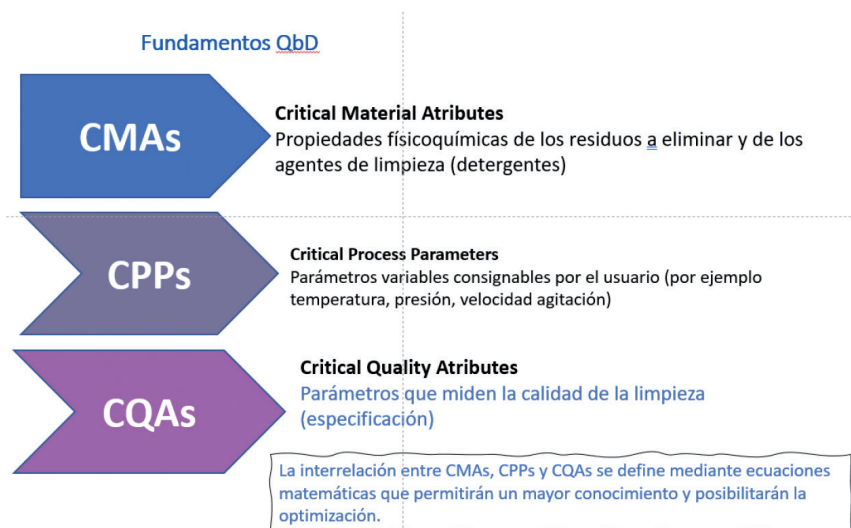 Fundamentos QbD
CMAs
Critical Material Atributes
Propiedades físicoquímicas de los residuos a eliminar y de los
agentes de limpieza (detergentes)
CPPs
Critical Process Parameters
Parámetros variables consignables por el usuario (por ejemplo
temperatura, presión, velocidad agitación)
CQAs
Critical Quality Atributes
Parámetros que miden la calidad de la limpieza
(especificación)
La interrelación entre CMAs, CPPs y CQAs se define mediante ecuaciones
matemáticas que permitirán un mayor conocimiento y posibilitarán la
optimización.